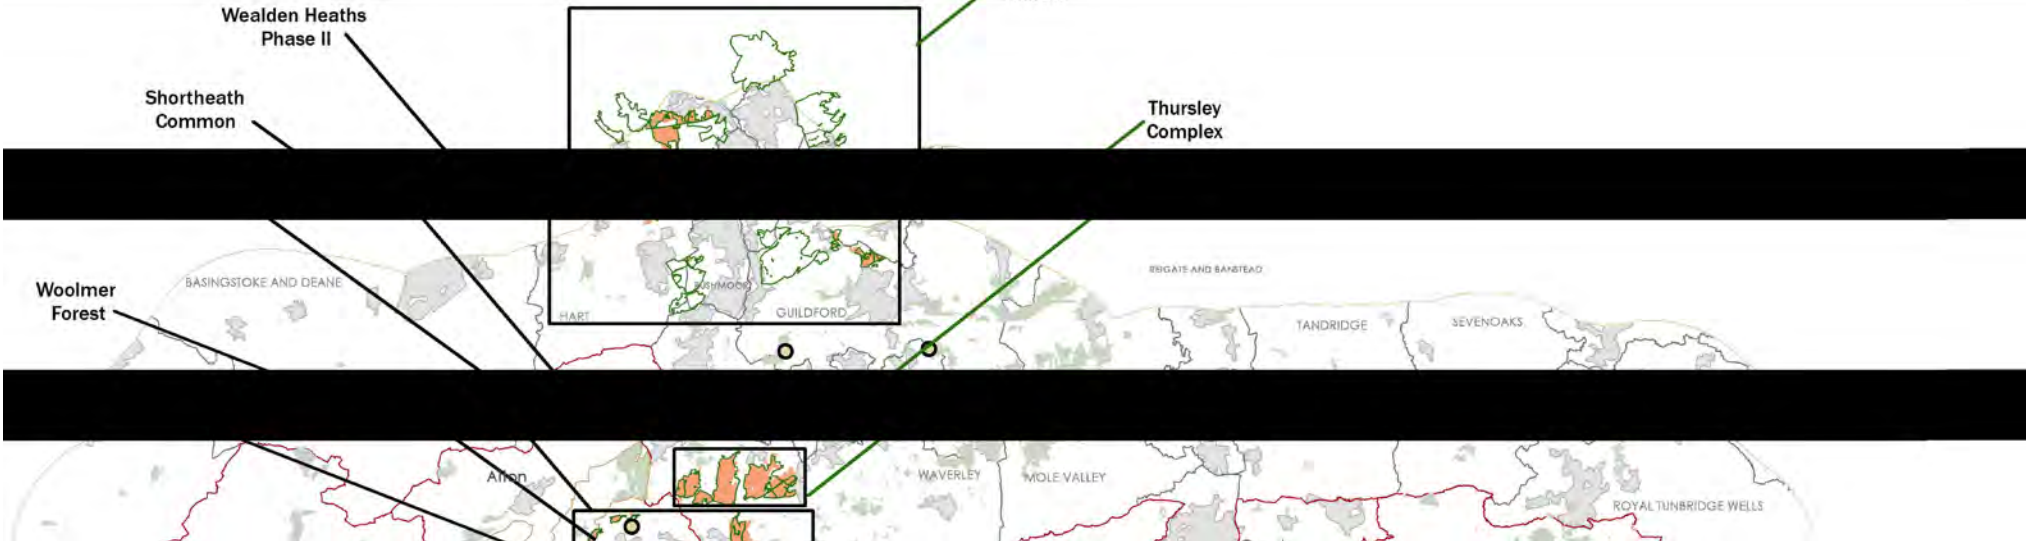 Wealden Heaths
Phase II
Shortheath
Common
Thursley
Complex
BASINGSTOKE AND DEANE
REIGATE AND BANSTEAD
Woolmer
Forest
RUSHMOOR
HART
GUILDFORD
TANDRIDGE
SEVENOAKS
Alton
WAVERLEY
MOLE VALLEY
ROYAL TUNBRIDGE WELLS